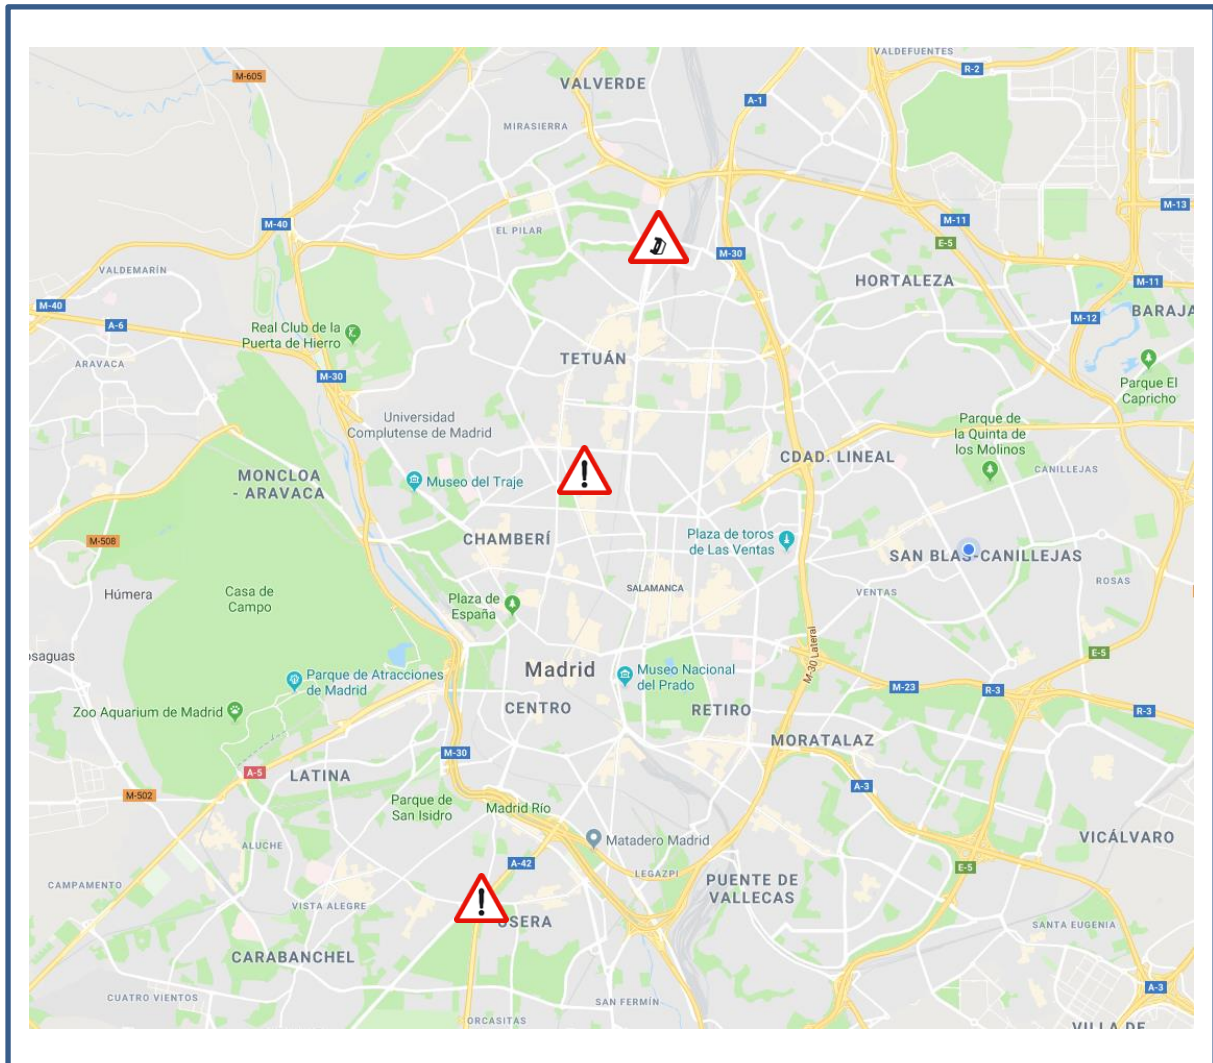 VALDEFUENTES
R-2
M-605
VALVERDE
A-1
MIRASIERRA
M-13
M-40
M-11
EL PILAR
E-5
M-30
VALDEMARÍN
HORTALEZA
M-11
M-40
BARAJA
M-12
A-6
Real Club de la
Puerta de Hierro
TETUÁN
ARAVACA
M-30
Parque El
Capricho
Universidad
Complutense de Madrid
Parque de
la Quinta de
los Molinos
CDAD. LINEAL
CANILLEJAS
MONCLOA
- ARAVACA
Museo del Traje
!
M-508
CHAMBERÍ
Plaza de toros
de Las Ventas
SAN BLAS-CANILLEJAS
ROSAS
Húmera
Casa de
Campo
SALAMANCA
VENTAS
Plaza de
España
osaguas
M-30 Lateral
E-5
Madrid
Museo Nacional
del Prado
Parque de Atracciones
de Madrid
M-23
R-3
Zoo Aquarium de Madrid
CENTRO
RETIRO
R-3
MORATALAZ
M-30
A-5
LATINA
A-3
M-502
Parque de
San Isidro
Madrid Río
Matadero Madrid
VICÁLVARO
ALUCHE
A-42
LEGAZPI
E-5
PUENTE DE
VALLECAS
CAMPAMENTO
VISTA ALEGRE
!
USERA
SANTA EUGENIA
CARABANCHEL
A-3
CUATRO VIENTOS
SAN FERMÍN
ORCASITAS
VILLA DE